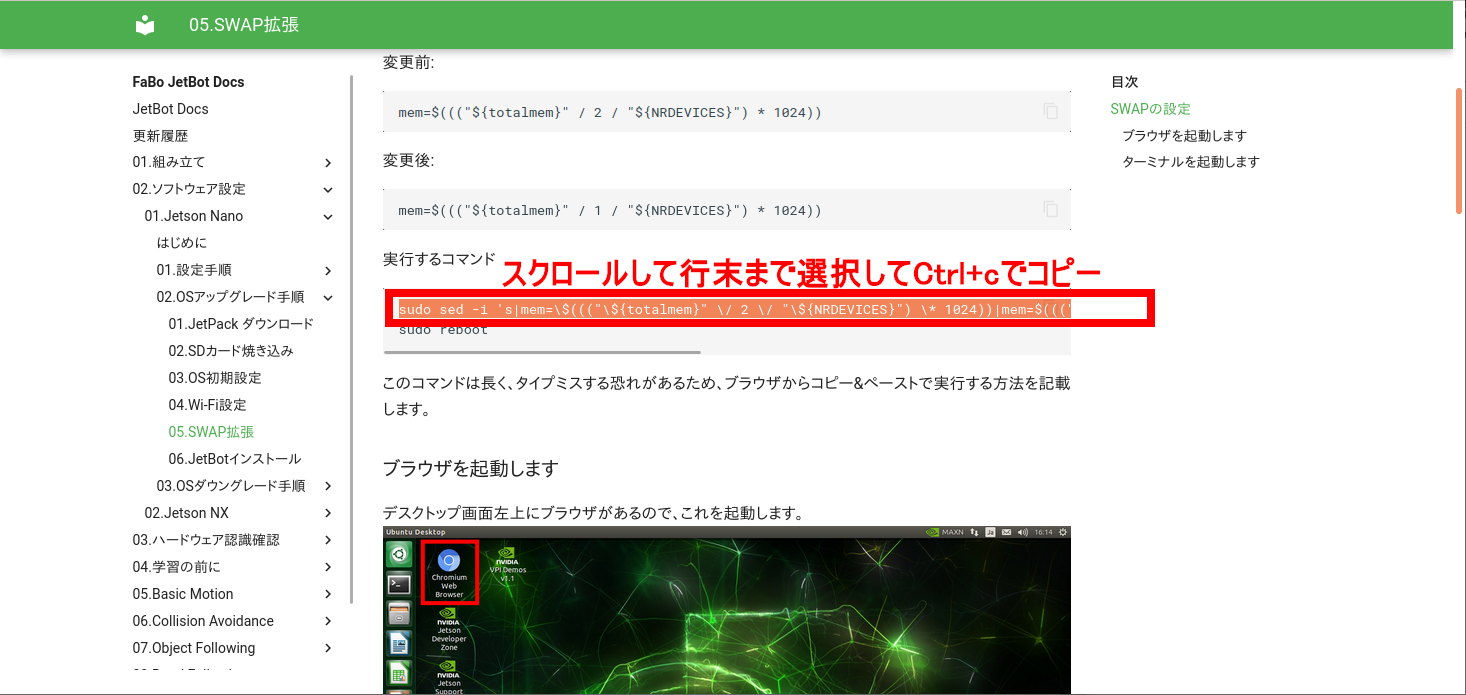 05.SWAP拡張
FaBo JetBot Docs
JetBot Docs
更新履歴
01.組み立て
02.ソフトウェア設定
01.Jetson Nano
はじめに
01.設定手順
02.OSアップグレード手順
01.JetPack ダウンロード
02.SDカード焼き込み
03.OS初期設定
04.Wi-Fi設定
05.SWAP拡張
06.JetBotインストール
03.OSダウングレード手順
02.Jetson NX
03.ハードウェア認識確認
04.学習の前に
05.Basic Motion
06.Collision Avoidance
07.Object Following
変更前:
mem=$((("${totalmem}" / 2 / "${NRDEVICES}") * 1024))
変更後:
mem=$((("${totalmem}" / 1 / "${NRDEVICES}") * 1024))
実行するコマンド
スクロールして行末まで選択してCtrl+cでコピー
sudo sed -i 's|mem=\$((("\${totalmem}" \/ 2 \/ "\${NRDEVICES}") \* 1024))|mem=$((("
sudo reboot
このコマンドは長く、タイプミスする恐れがあるため、ブラウザからコピー&ペーストで実行する方法を記載
します。
ブラウザを起動します
デスクトップ画面左上にブラウザがあるので、これを起動します。
Ubuntu Desktop
MAXN
Ja
16:14
Chromium
Web
Browser
NVIDIA
VPI Demos
v1.1
NVIDIA
Jetson
Developer
Zone
NVIDIA
Jetson
Support
目次
SWAPの設定
ブラウザを起動します
ターミナルを起動します